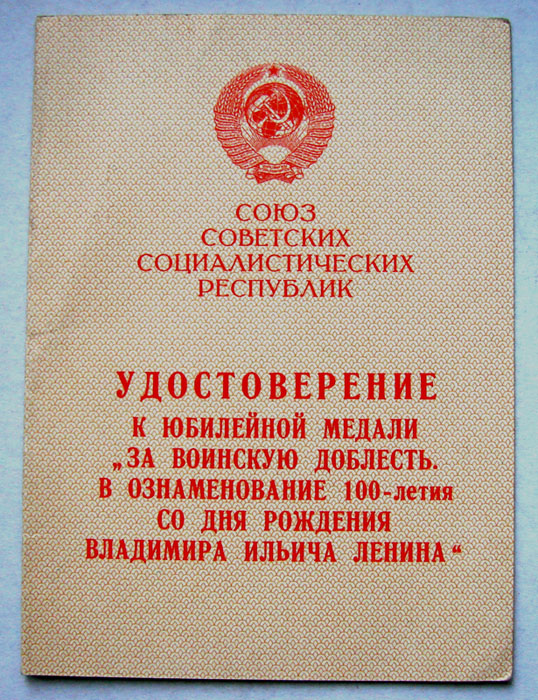 СОЮЗ
СОВЕТСКИХ
СОЦИАЛИСТИЧЕСКИХ
РЕСПУБЛИК
УДОСТОВЕРЕНИЕ
К ЮБИЛЕЙНОЙ МЕДАЛИ
„ЗА ВОИНСКУЮ ДОБЛЕСТЬ.
В ОЗНАМЕНОВАНИЕ 100-летия
СО ДНЯ РОЖДЕНИЯ
ВЛАДИМИРА ИЛЬИЧА ЛЕНИНА“